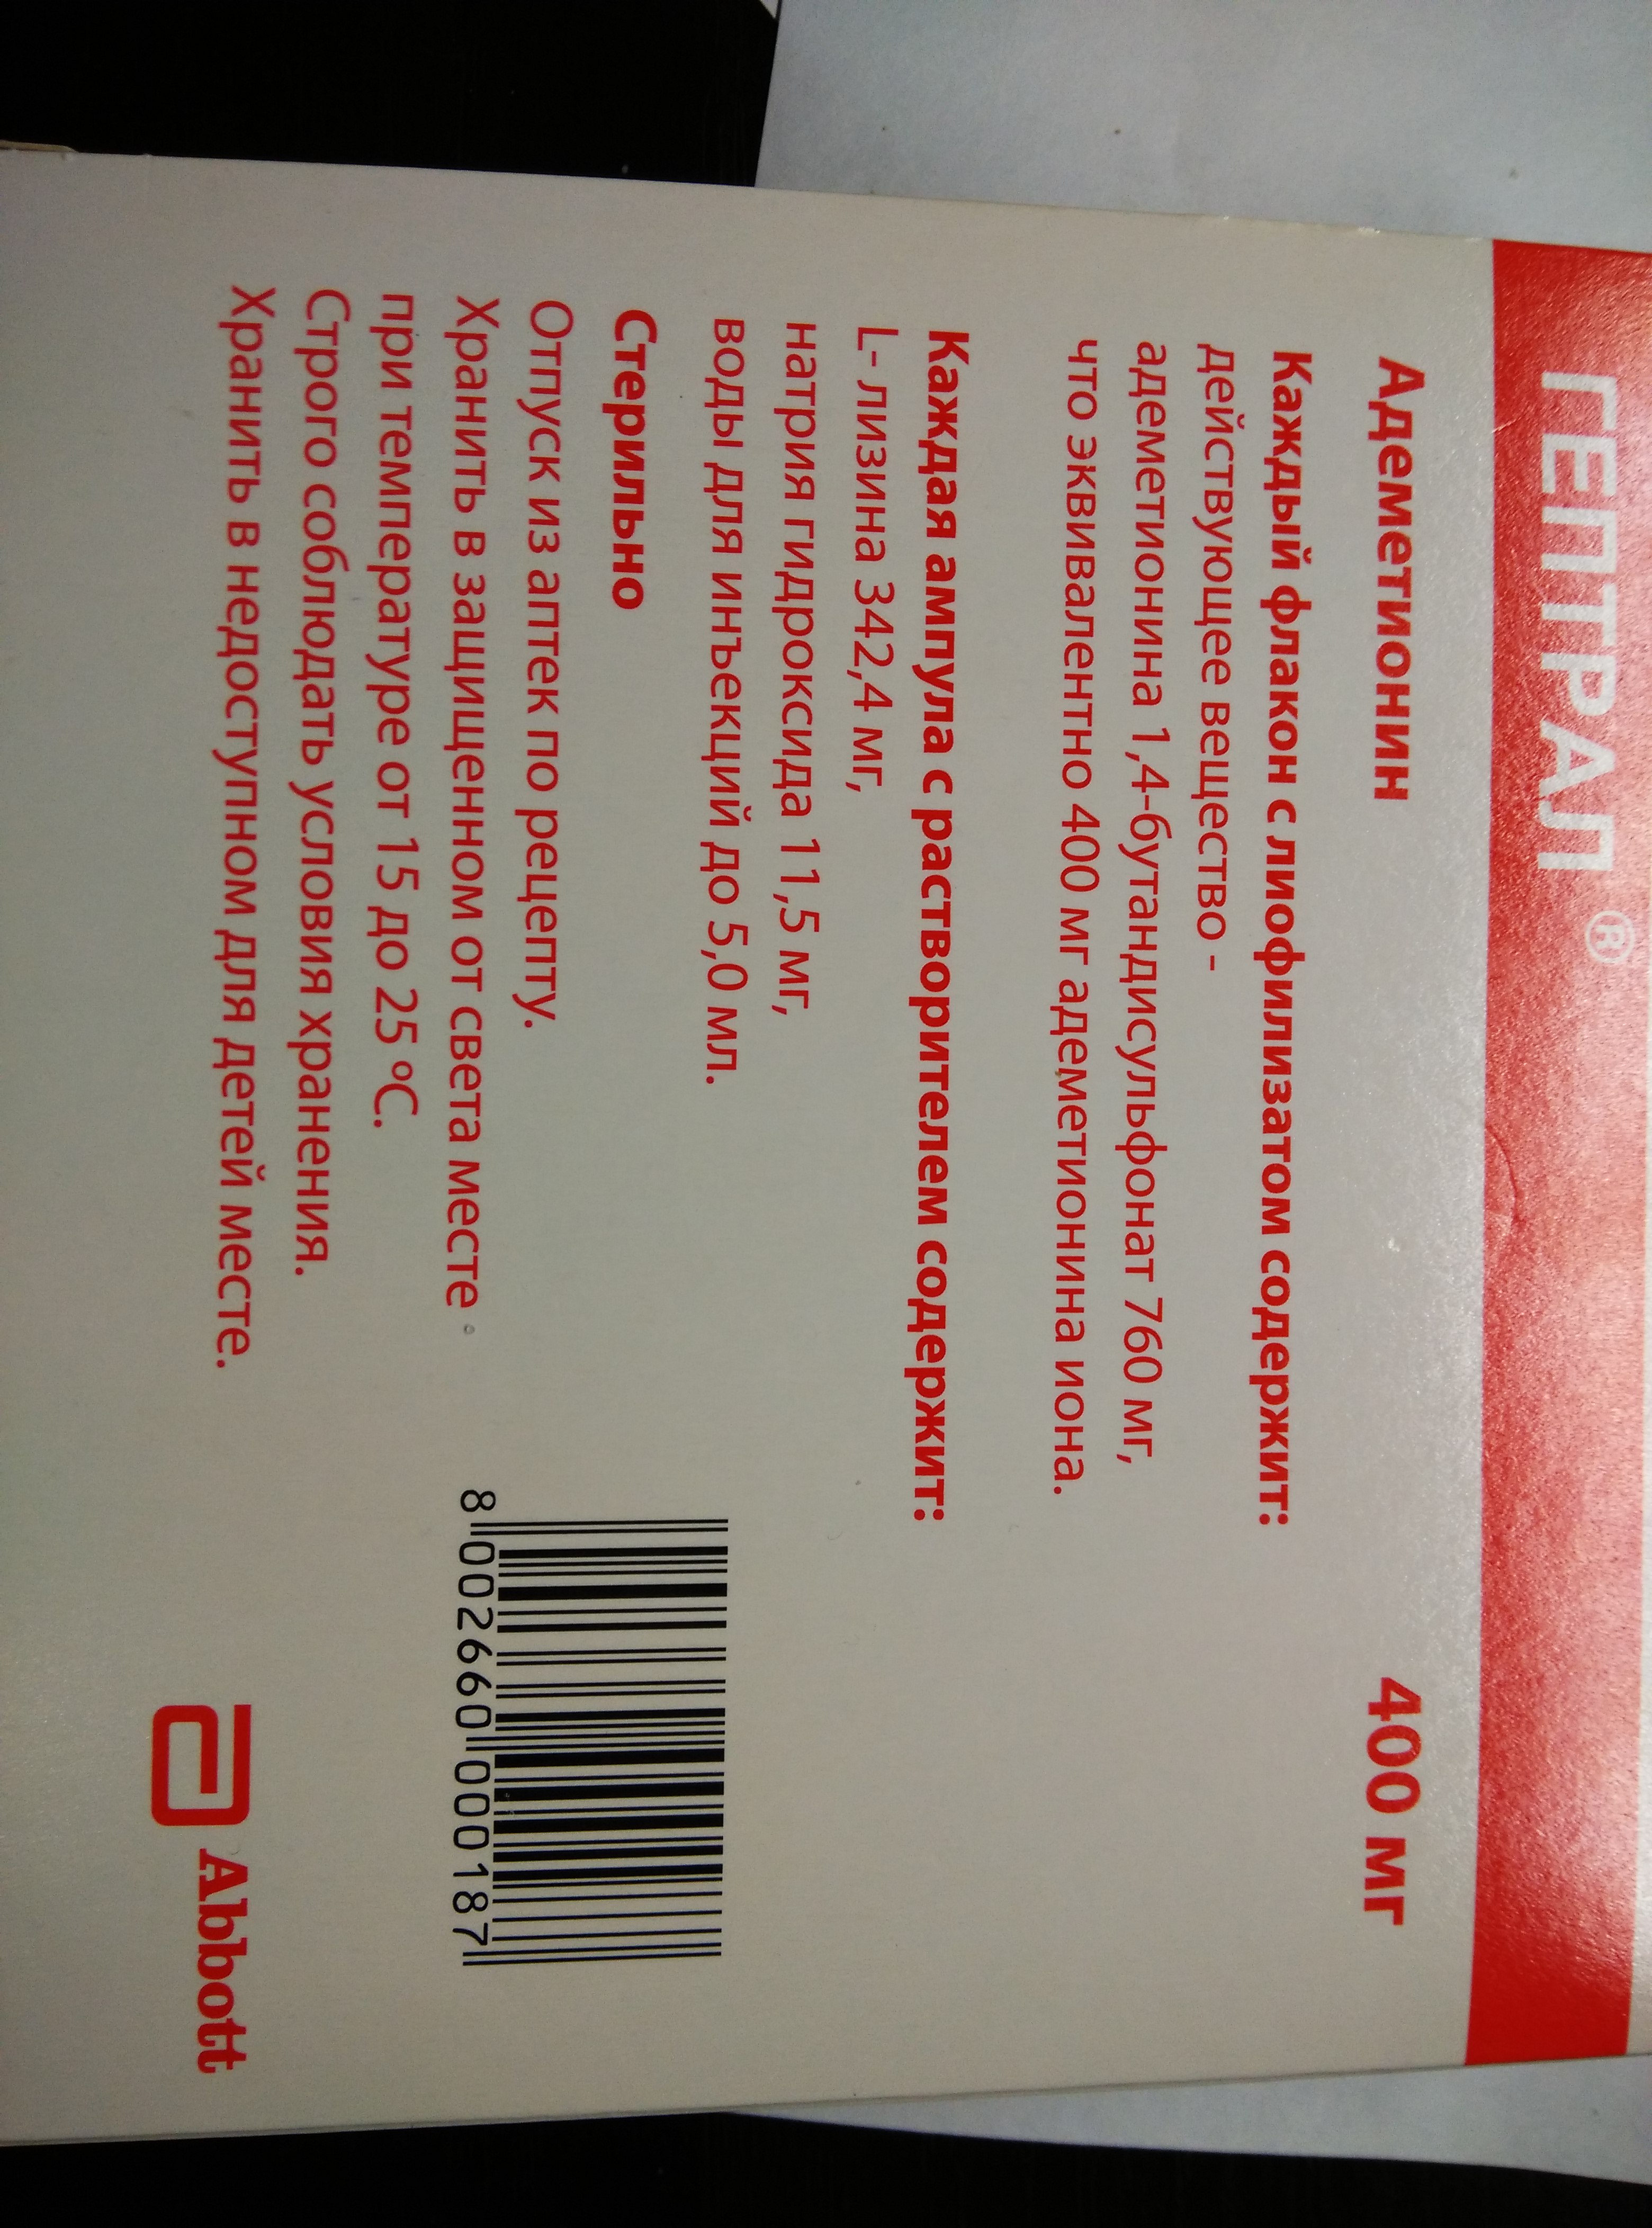 ГЕПТРАЛ®
Адеметионин 400 мг
Каждый флакон с лиофилизатом содержит:
действующее вещество -
адеметионина 1,4-бутандисульфонат 760 мг,
что эквивалентно 400 мг адеметионина иона.
Каждая ампула с растворителем содержит:
L- лизина 342,4 мг,
натрия гидроксида 11,5 мг,
воды для инъекций до 5,0 мл.
Стерильно
Отпуск из аптек по рецепту.
Хранить в защищенном от света месте
при температуре от 15 до 25 °С.
Строго соблюдать условия хранения.
Хранить в недоступном для детей месте.
8 002660 000187
Abbott